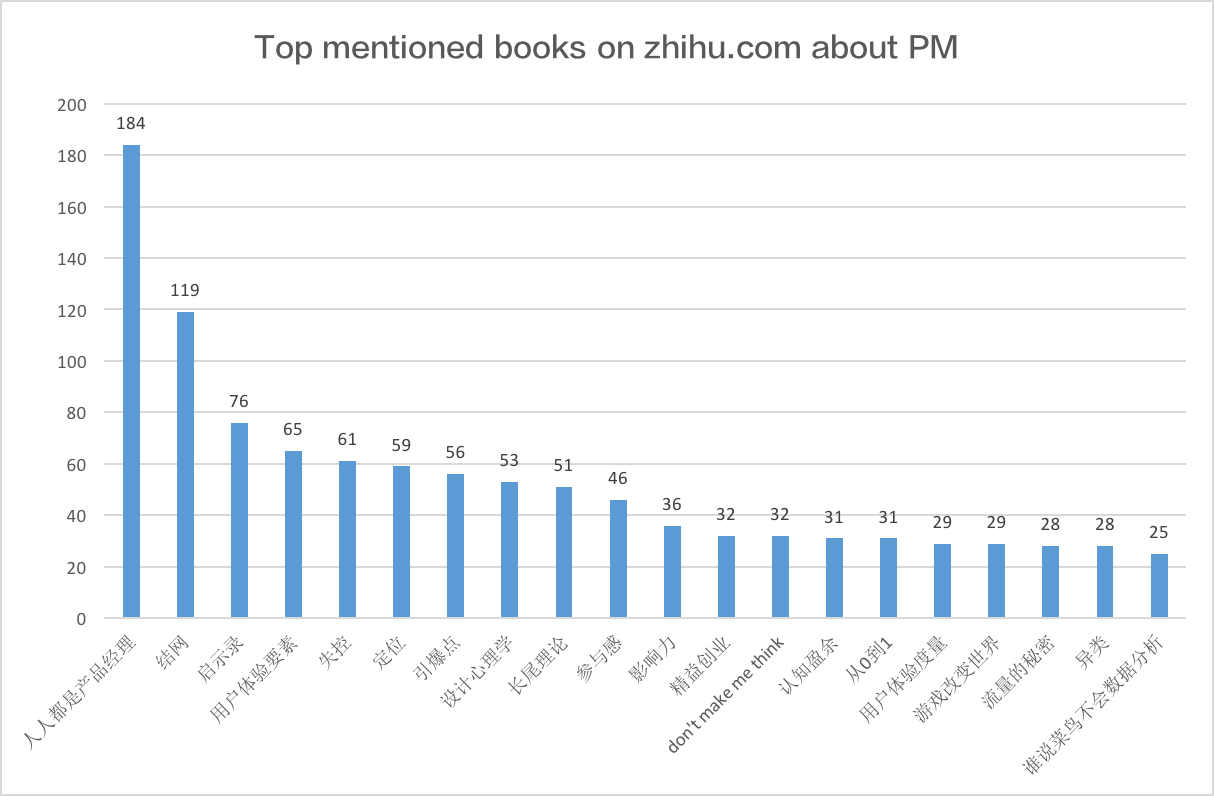 Top mentioned books on zhihu.com about PM
200
180
160
140
120
100
80
60
40
20
0
184
119
76
65
61
59
56
53
51
46
36
32
32
31
31
29
29
28
28
25
人人都是产品经理
结网
启示录
用户体验要素
失控
定位
引爆点
设计心理学
长尾理论
参与感
影响力
精益创业
don't make me think
认知盈余
从0到1
用户体验度量
游戏改变世界
流量的秘密
异类
谁说菜鸟不会数据分析